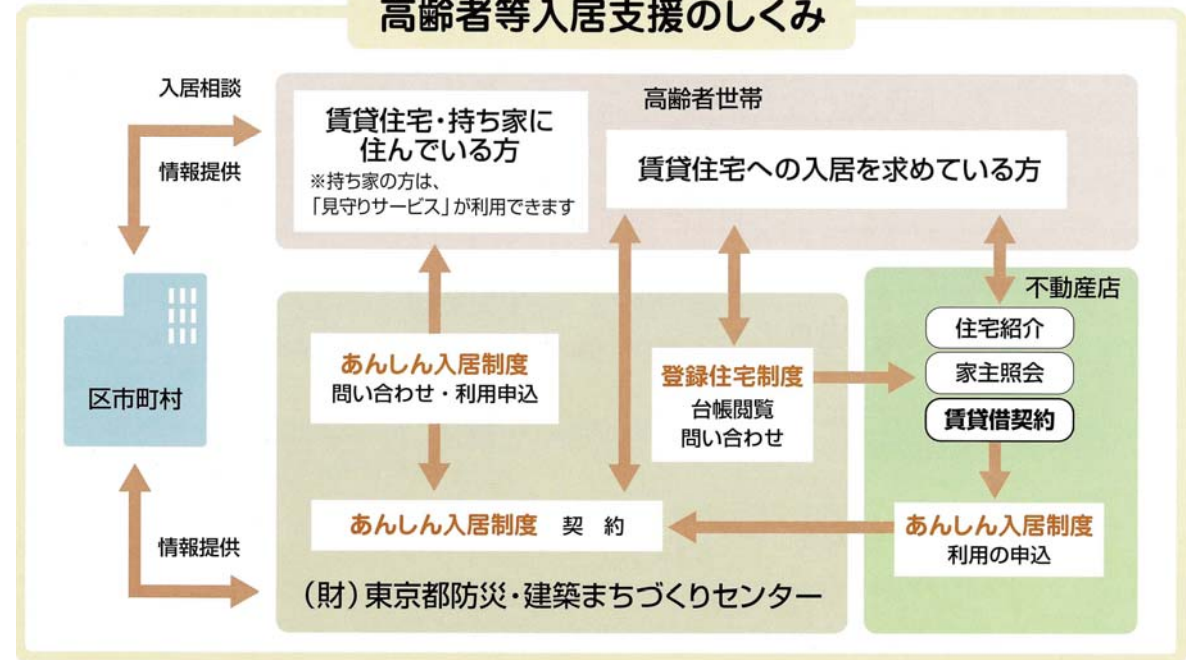 高齢者等入居支援のしくみ
入居相談
情報提供
高齢者世帯
賃貸住宅・持ち家に
住んでいる方
※持ち家の方は、
「見守りサービス」が利用できます
賃貸住宅への入居を求めている方
区市町村
情報提供
あんしん入居制度
問い合わせ・利用申込
登録住宅制度
台帳閲覧
問い合わせ
あんしん入居制度 契 約
(財)東京都防災・建築まちづくりセンター
不動産店
住宅紹介
家主照会
賃貸借契約
あんしん入居制度
利用の申込